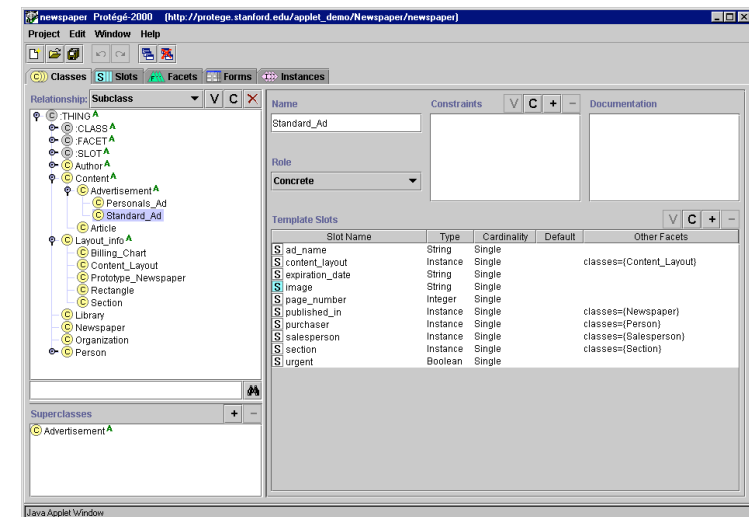 newspaper Protégé-2000 (http://protege.stanford.edu/applet_demo/Newspaper/newspaper)
Project Edit Window Help
C Classes S Slots Facets Forms Instances
Relationship: Subclass V C
C :THING A
C :CLASS A
C :FACET A
C :SLOT A
C Author A
C Content A
C Advertisement A
C Personals_Ad
C Standard_Ad
C Article
C Layout_info A
C Billing_Chart
C Content_Layout
C Prototype_Newspaper
C Rectangle
C Section
C Library
C Newspaper
C Organization
C Person A
Superclasses + −
C Advertisement A
Name
Standard_Ad
Role
Concrete
Constraints V C + −
Documentation
Template Slots V C + −
Slot Name Type Cardinality Default Other Facets
S ad_name String Single
S content_layout Instance Single classes={Content_Layout}
S expiration_date String Single
S image String Single
S page_number Integer Single
S published_in Instance Single classes={Newspaper}
S purchaser Instance Single classes={Person}
S salesperson Instance Single classes={Salesperson}
S section Instance Single classes={Section}
S urgent Boolean Single
Java Applet Window